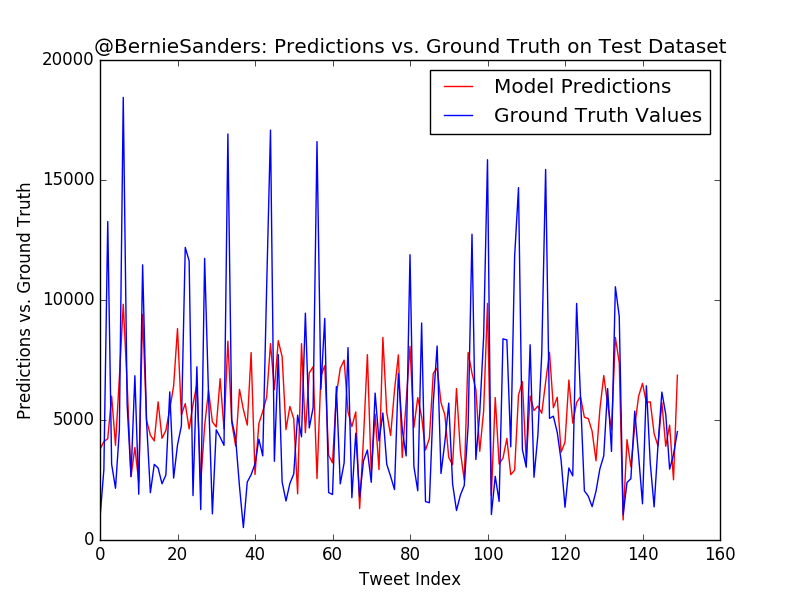 @BernieSanders: Predictions vs. Ground Truth on Test Dataset
20000
15000
10000
5000
0
Predictions vs. Ground Truth
Model Predictions
Ground Truth Values
0 20 40 60 80 100 120 140 160
Tweet Index